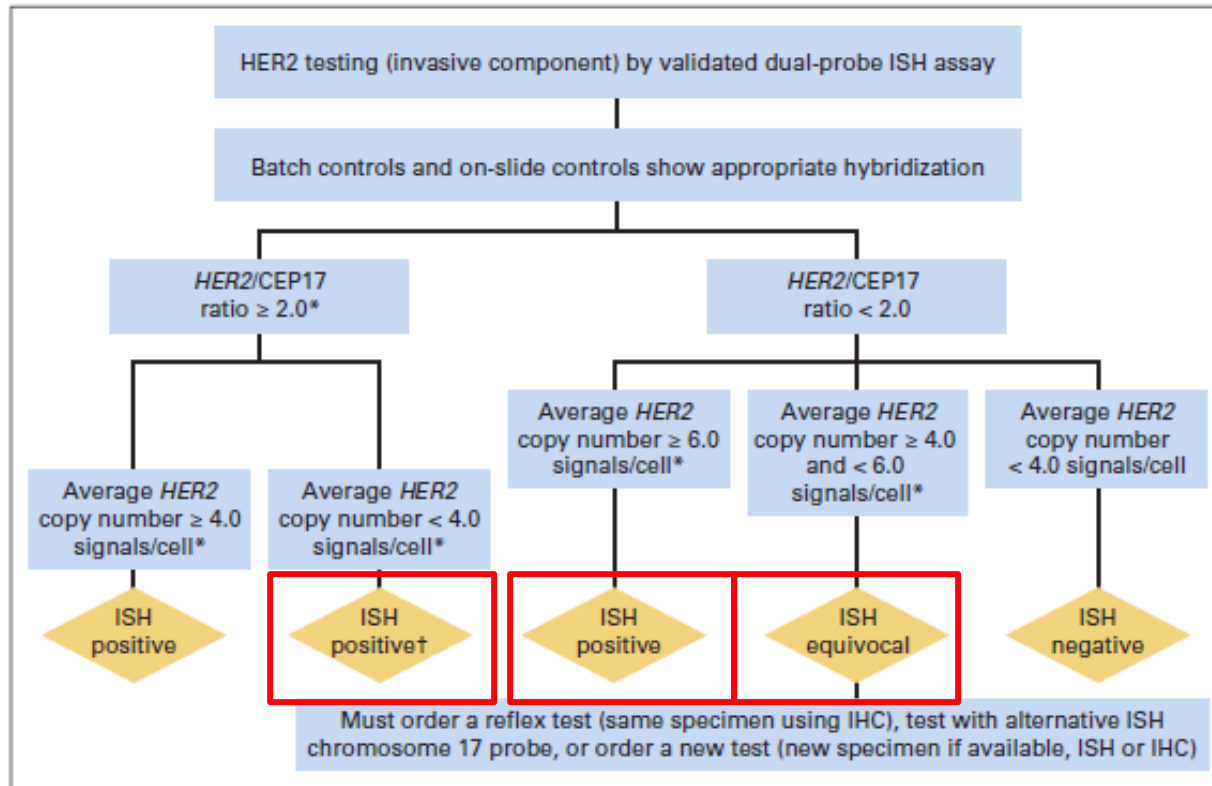 HER2 testing (invasive component) by validated dual-probe ISH assay
Batch controls and on-slide controls show appropriate hybridization
HER2/CEP17
ratio ≥ 2.0*
HER2/CEP17
ratio < 2.0
Average HER2
copy number ≥ 4.0
signals/cell*
Average HER2
copy number < 4.0
signals/cell*
Average HER2
copy number ≥ 6.0
signals/cell*
Average HER2
copy number ≥ 4.0
and < 6.0
signals/cell*
Average HER2
copy number
< 4.0 signals/cell
ISH
positive
ISH
positive†
ISH
positive
ISH
equivocal
ISH
negative
Must order a reflex test (same specimen using IHC), test with alternative ISH
chromosome 17 probe, or order a new test (new specimen if available, ISH or IHC)